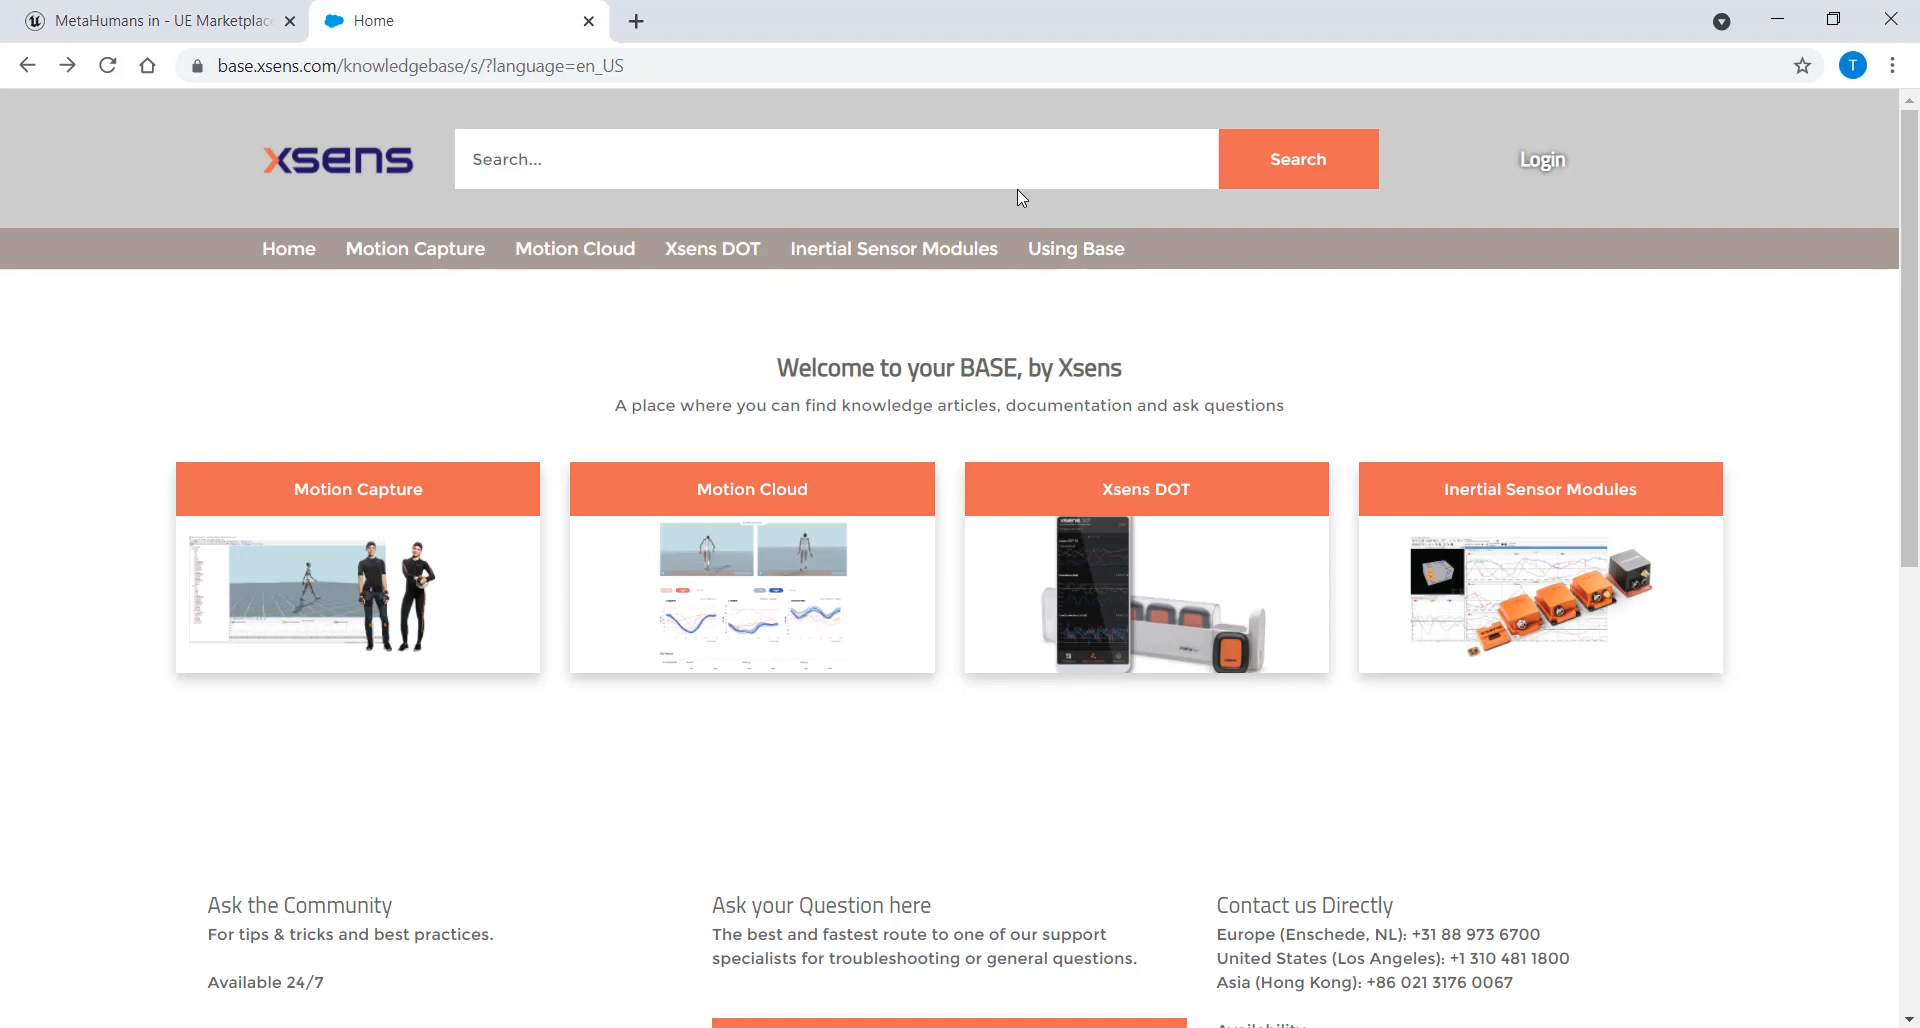 MetaHumans in - UE Marketplac
Home
base.xsens.com/knowledgebase/s/?language=en_US
T
xsens
Search...
Search
Login
Home
Motion Capture
Motion Cloud
Xsens DOT
Inertial Sensor Modules
Using Base
Welcome to your BASE, by Xsens
A place where you can find knowledge articles, documentation and ask questions
Motion Capture
Motion Cloud
Xsens DOT
Inertial Sensor Modules
Ask the Community
For tips & tricks and best practices.
Available 24/7
Ask your Question here
The best and fastest route to one of our support
specialists for troubleshooting or general questions.
Contact us Directly
Europe (Enschede, NL): +31 88 973 6700
United States (Los Angeles): +1 310 481 1800
Asia (Hong Kong): +86 021 3176 0067